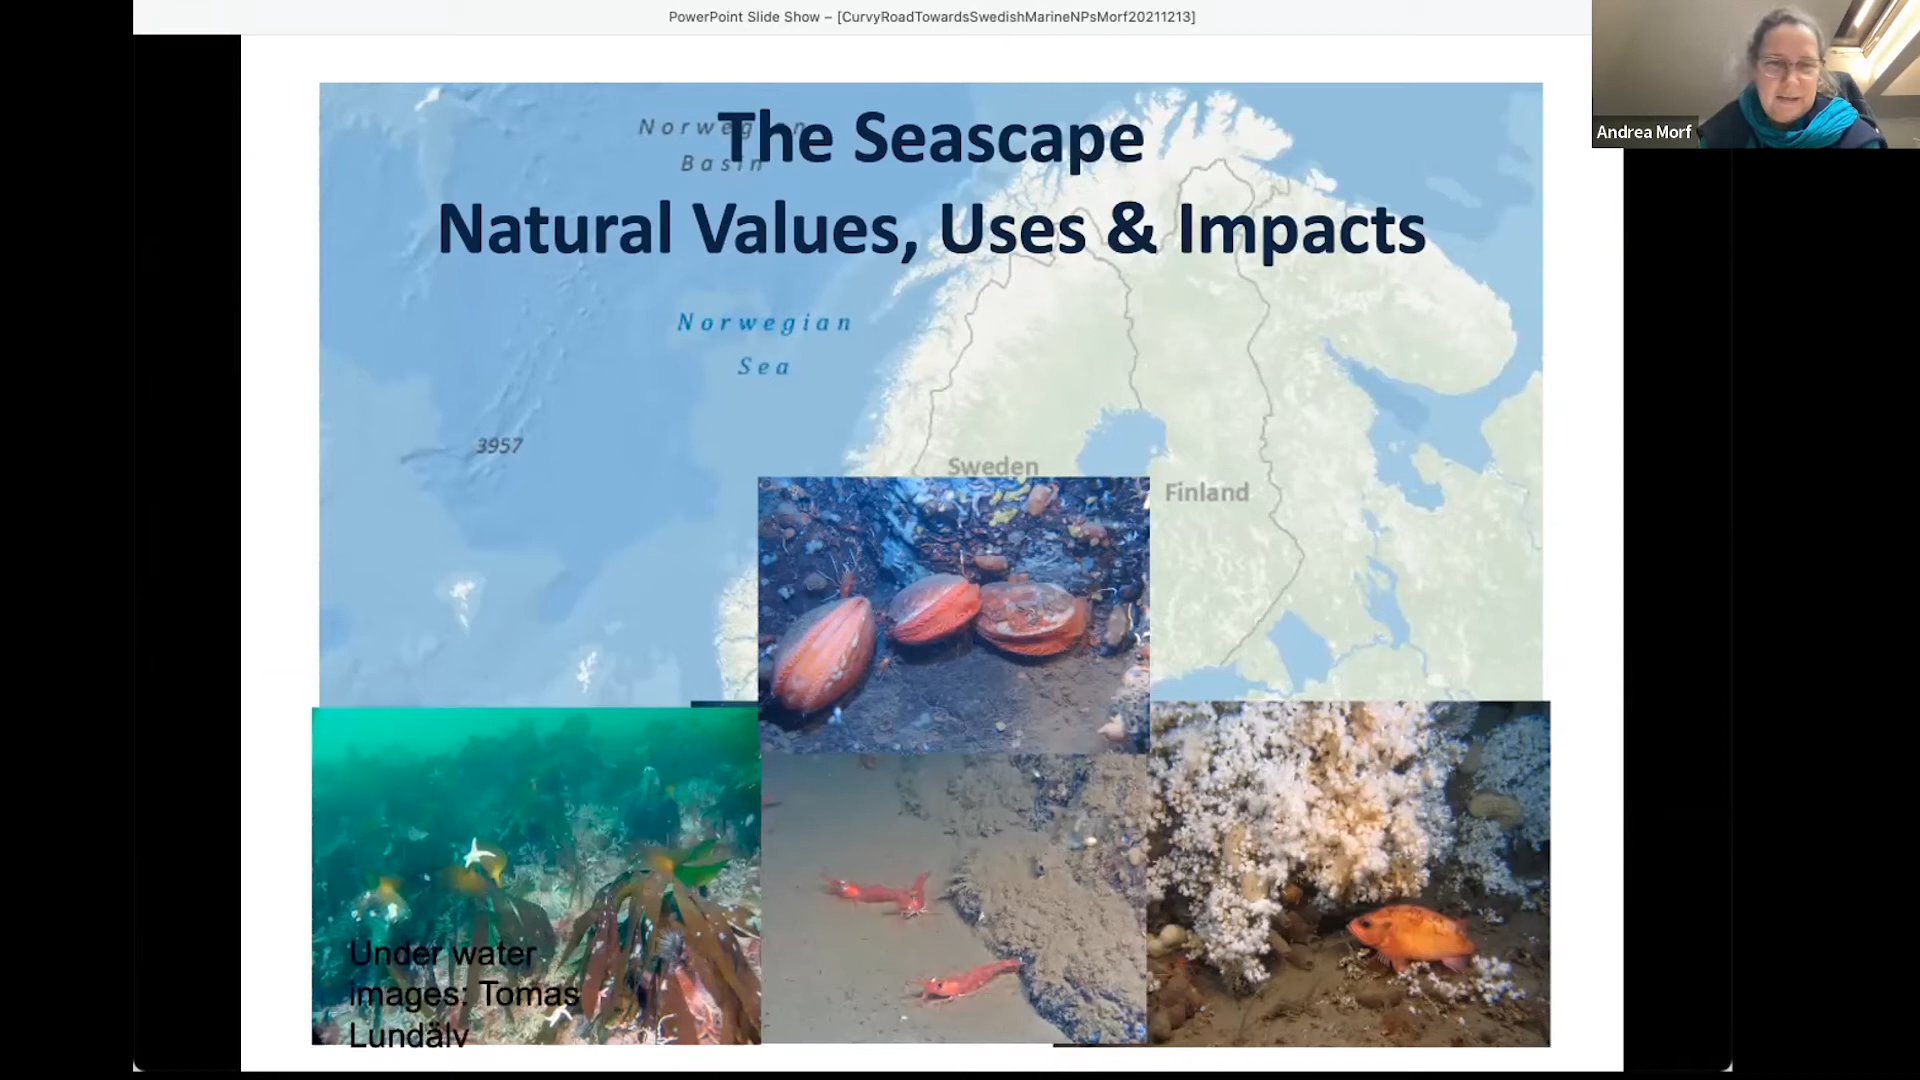 PowerPoint Slide Show – [CurvyRoadTowardsSwedishMarineNPsMorf20211213]
Andrea Morf
The Seascape
Natural Values, Uses & Impacts
Norwegian
Basin
Norwegian
Sea
3957
Sweden
Finland
Under water
images: Tomas
Lundälv